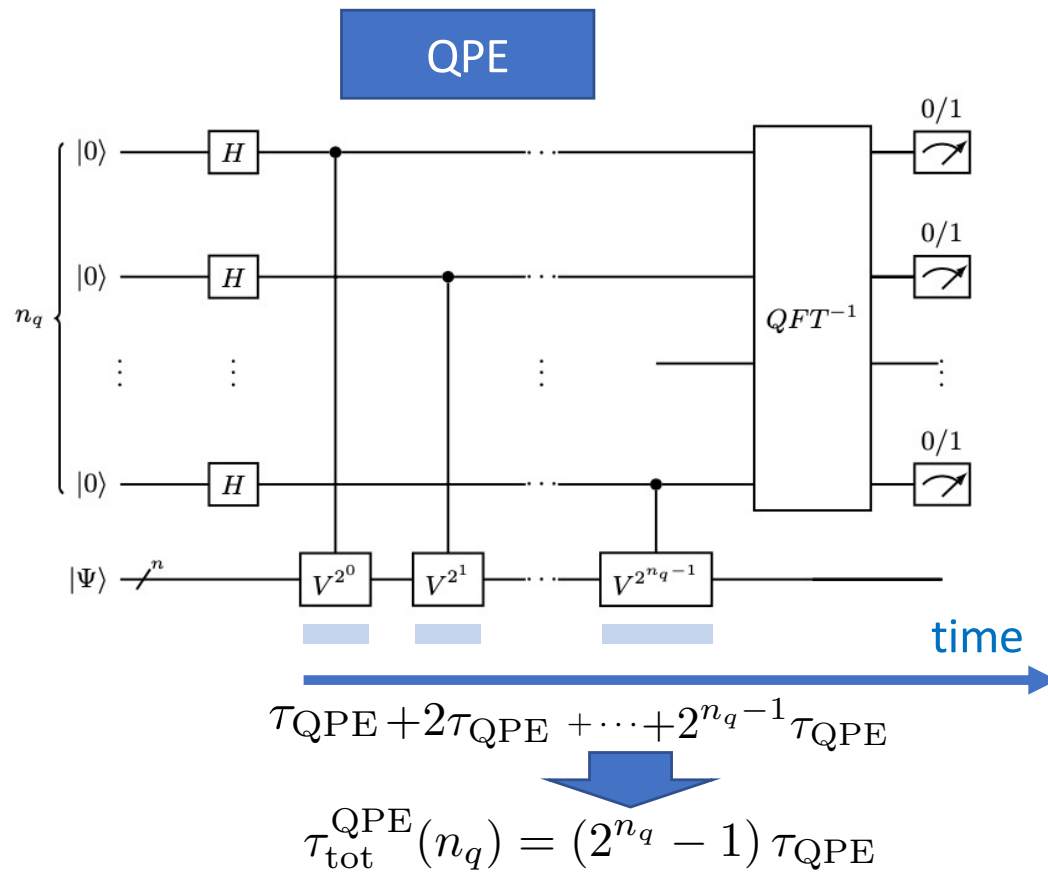 QPE
0/1
|0⟩ H · · ·
0/1
|0⟩ H · · ·
n_q QFT^{-1}
⋮ ⋮ ⋮ ⋮
0/1
|0⟩ H · · ·
|Ψ⟩ n V^{2^0} V^{2^1} · · · V^{2^{n_q-1}}
time
τ_QPE +2τ_QPE + ··· +2^{n_q-1}τ_QPE
τ_tot^QPE(n_q) = (2^{n_q} − 1) τ_QPE